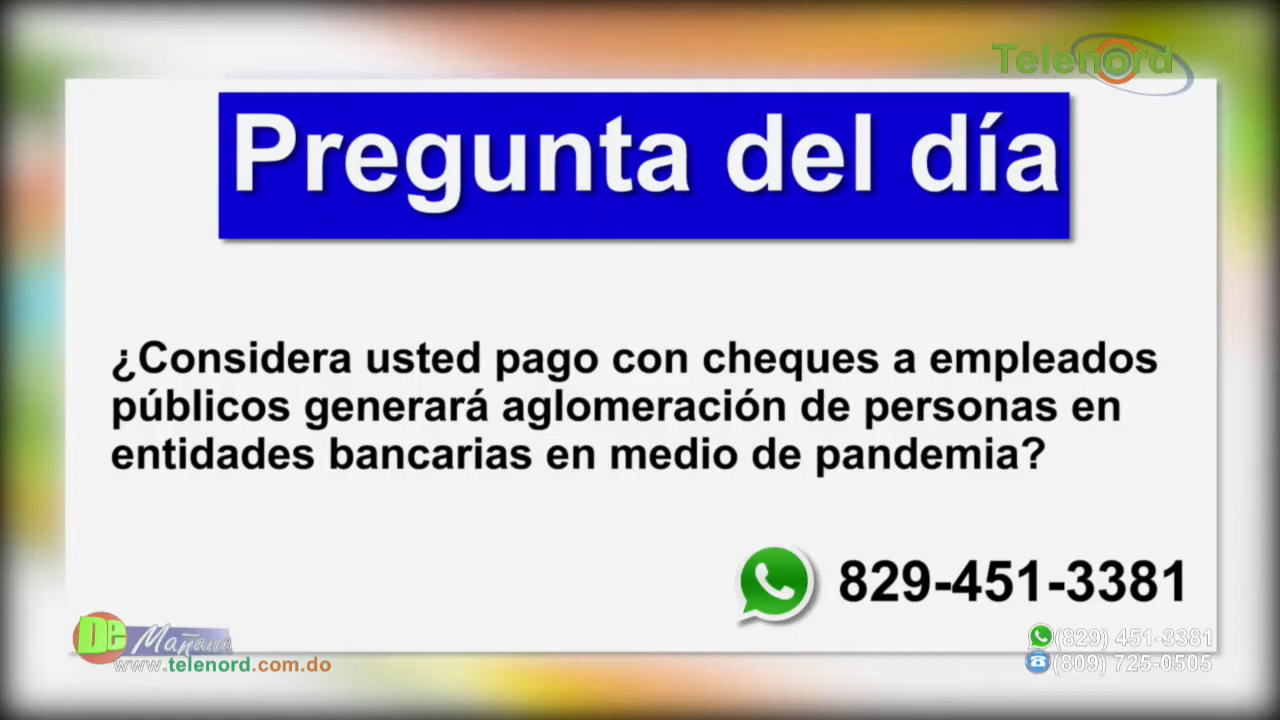 Telenord
Pregunta del día
¿Considera usted pago con cheques a empleados
públicos generará aglomeración de personas en
entidades bancarias en medio de pandemia?
829-451-3381
De Mañana
www.telenord.com.do
(829) 451-3381
(809) 725-0505